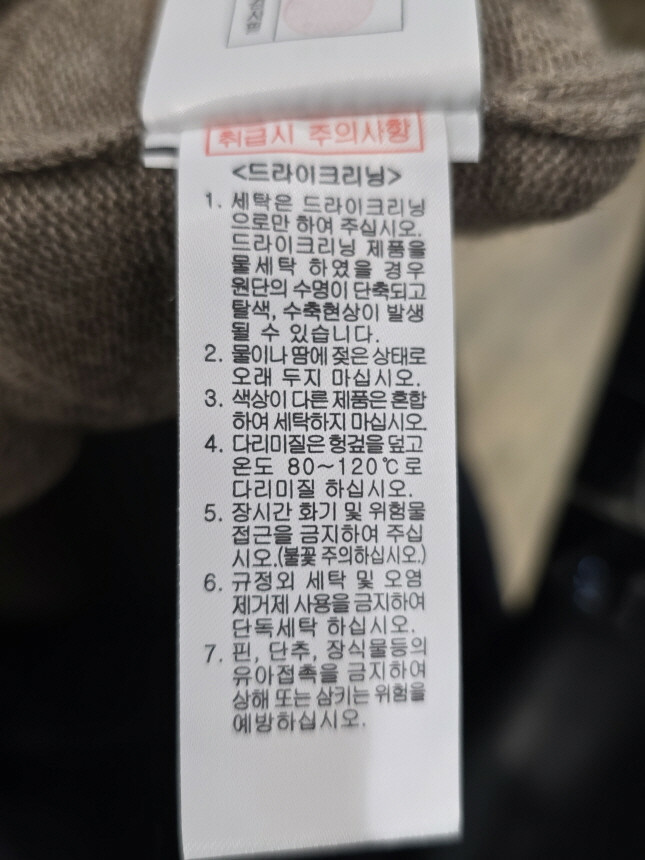 취급시 주의사항
<드라이크리닝>
1. 세탁은 드라이크리닝
으로만 하여 주십시오.
드라이크리닝 제품을
물세탁 하였을 경우
원단의 수명이 단축되고
탈색, 수축현상이 발생
될 수 있습니다.
2. 물이나 땀에 젖은 상태로
오래 두지 마십시오.
3. 색상이 다른 제품은 혼합
하여 세탁하지 마십시오.
4. 다리미질은 헝겊을 덮고
온도 80~120℃로
다리미질 하십시오.
5. 장시간 화기 및 위험물
접근을 금지하여 주십
시오.(불꽃 주의하십시오.)
6. 규정외 세탁 및 오염
제거제 사용을 금지하여
단독세탁 하십시오.
7. 핀, 단추, 장식물등의
유아접촉을 금지하여
상해 또는 삼키는 위험을
예방하십시오.